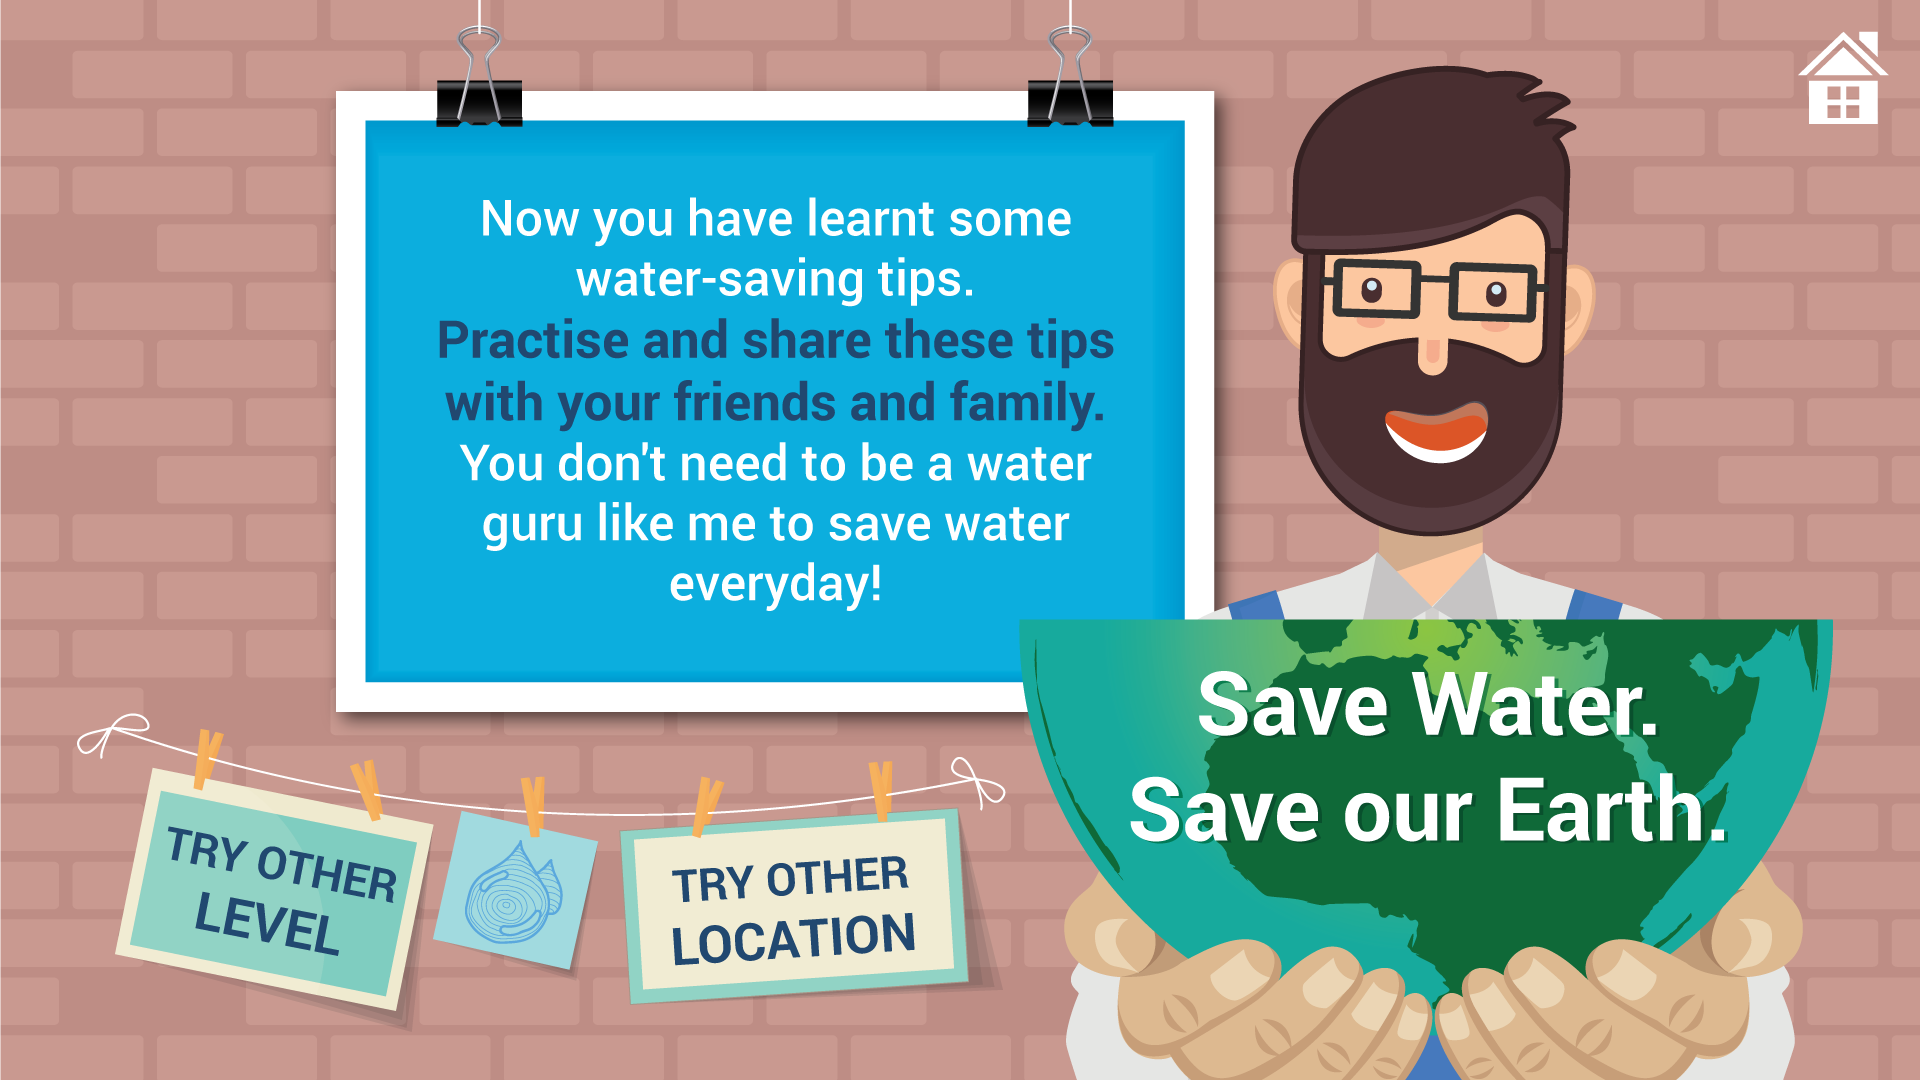 Now you have learnt some
water-saving tips.
Practise and share these tips
with your friends and family.
You don't need to be a water
guru like me to save water
everyday!
Save Water.
Save our Earth.
TRY OTHER
LEVEL
TRY OTHER
LOCATION